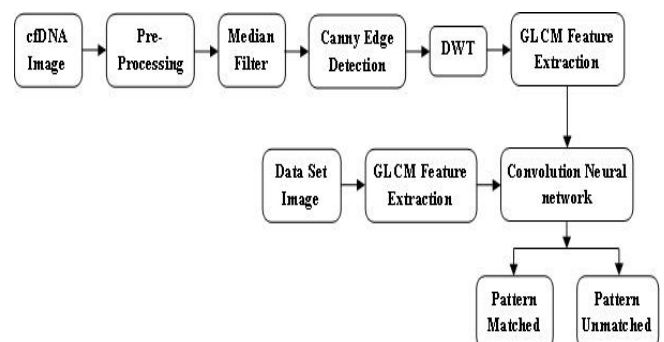 cfDNA
Image
Pre-
Processing
Median
Filter
Canny Edge
Detection
DWT
GLCM Feature
Extraction
Data Set
Image
GLCM Feature
Extraction
Convolution Neural
network
Pattern
Matched
Pattern
Unmatched